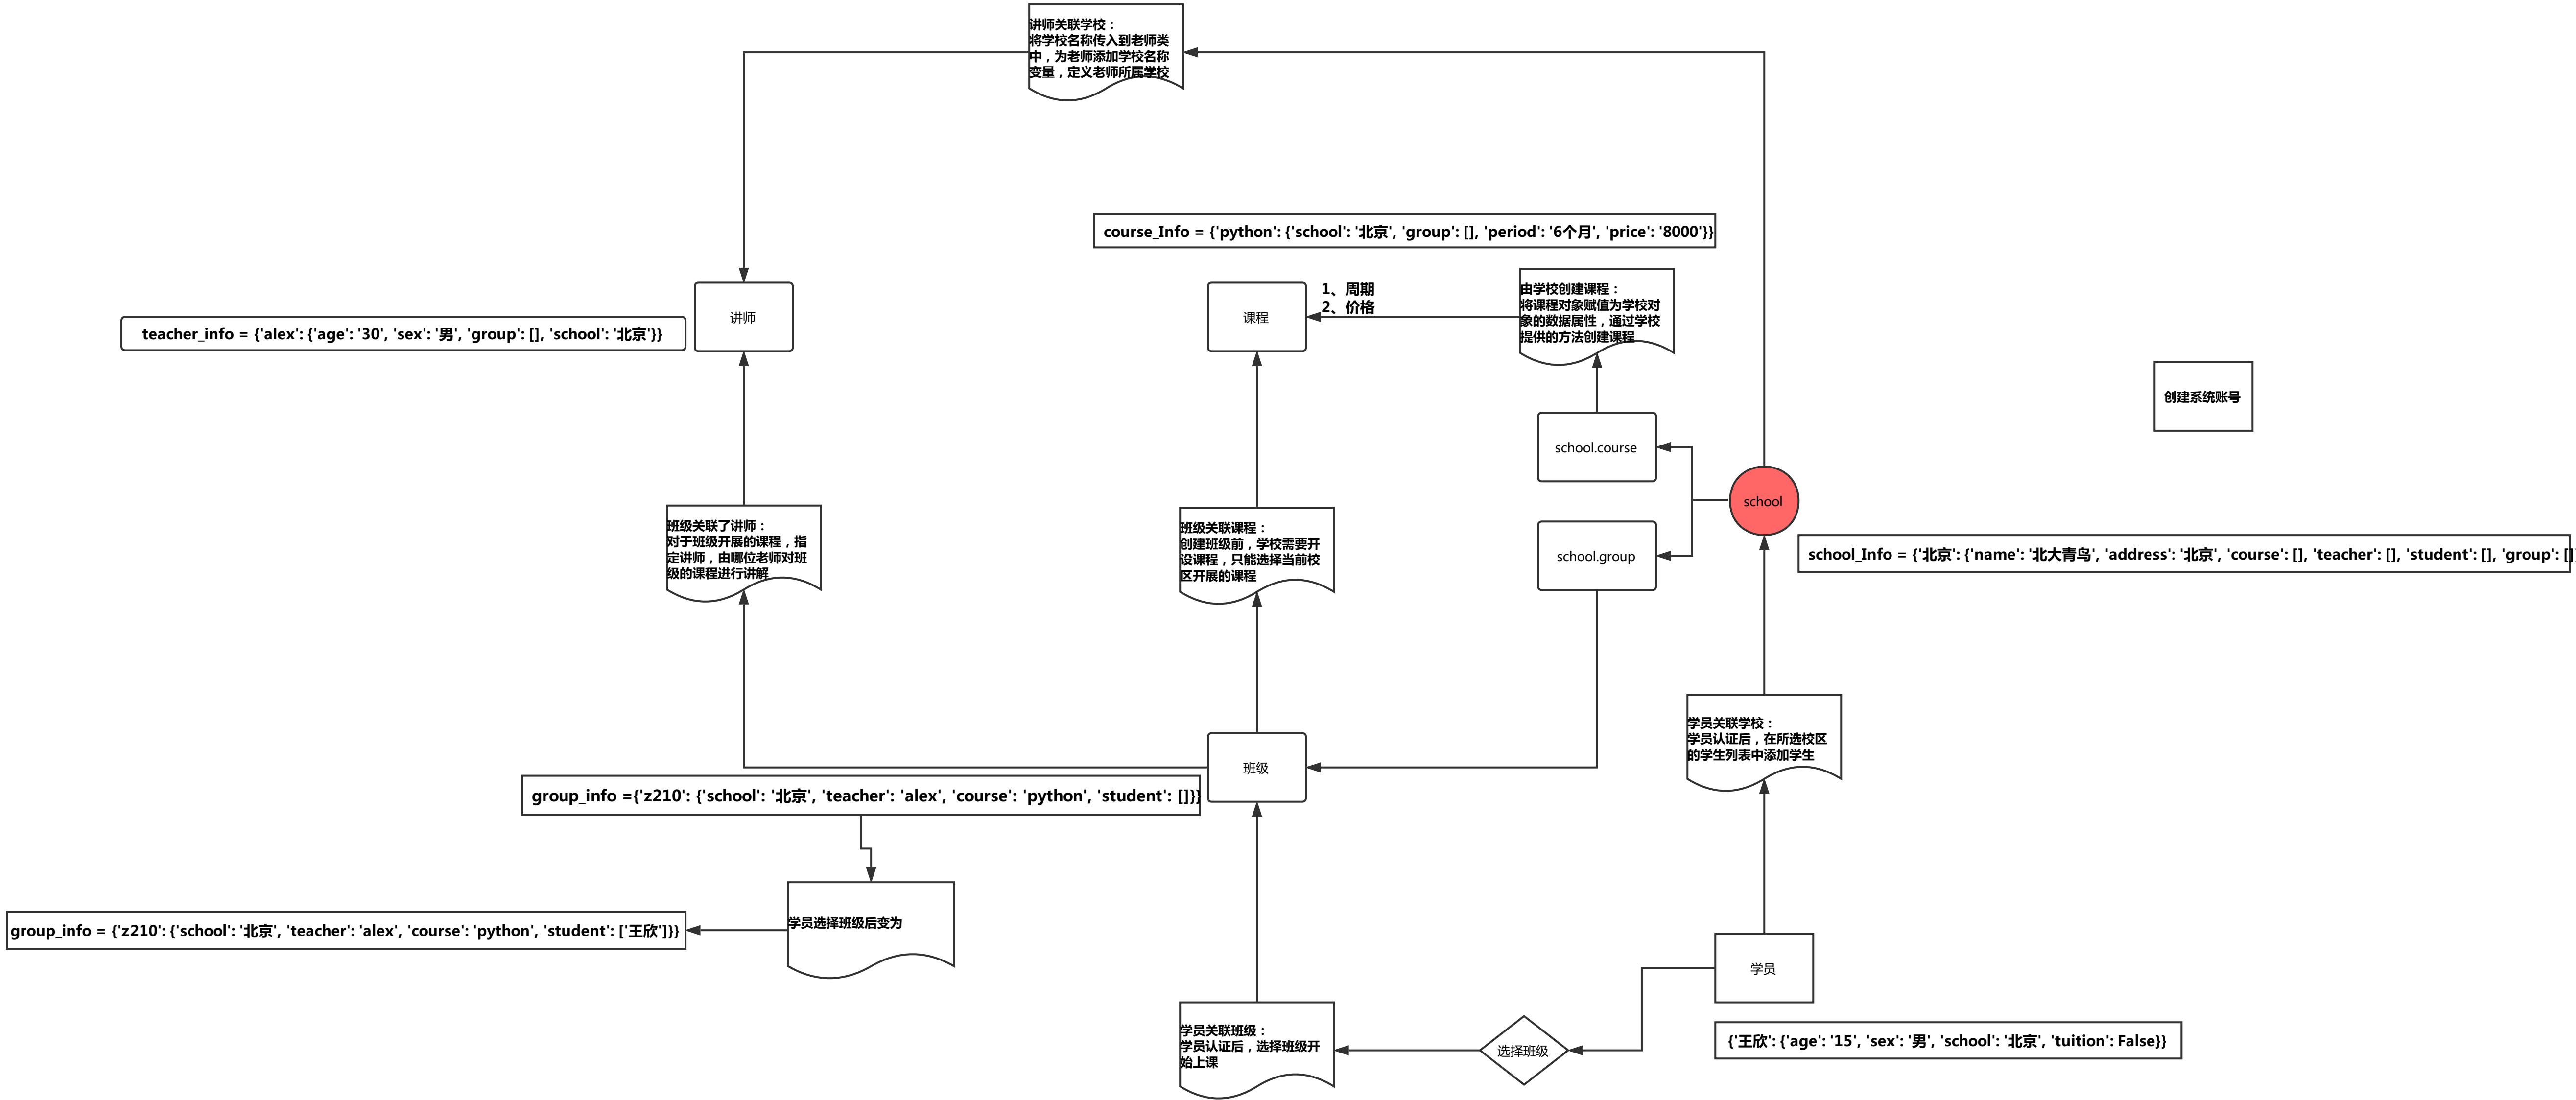 讲师关联学校：
将学校名称传入到老师类
中，为老师添加学校名称
变量，定义老师所属学校
course_Info = {'python': {'school': '北京', 'group': [], 'period': '6个月', 'price': '8000'}}
teacher_info = {'alex': {'age': '30', 'sex': '男', 'group': [], 'school': '北京'}}
讲师
课程
1、周期
2、价格
由学校创建课程：
将课程对象赋值为学校对
象的数据属性，通过学校
提供的方法创建课程
创建系统账号
school.course
school
school.group
school_Info = {'北京': {'name': '北大青鸟', 'address': '北京', 'course': [], 'teacher': [], 'student': [], 'group': []
班级关联了讲师：
对于班级开展的课程，指
定讲师，由哪位老师对班
级的课程进行讲解
班级关联课程：
创建班级前，学校需要开
设课程，只能选择当前校
区开展的课程
学员关联学校：
学员认证后，在所选校区
的学生列表中添加学生
班级
group_info ={'z210': {'school': '北京', 'teacher': 'alex', 'course': 'python', 'student': []}}
学员选择班级后变为
group_info = {'z210': {'school': '北京', 'teacher': 'alex', 'course': 'python', 'student': ['王欣']}}
学员
学员关联班级：
学员认证后，选择班级开
始上课
选择班级
{'王欣': {'age': '15', 'sex': '男', 'school': '北京', 'tuition': False}}